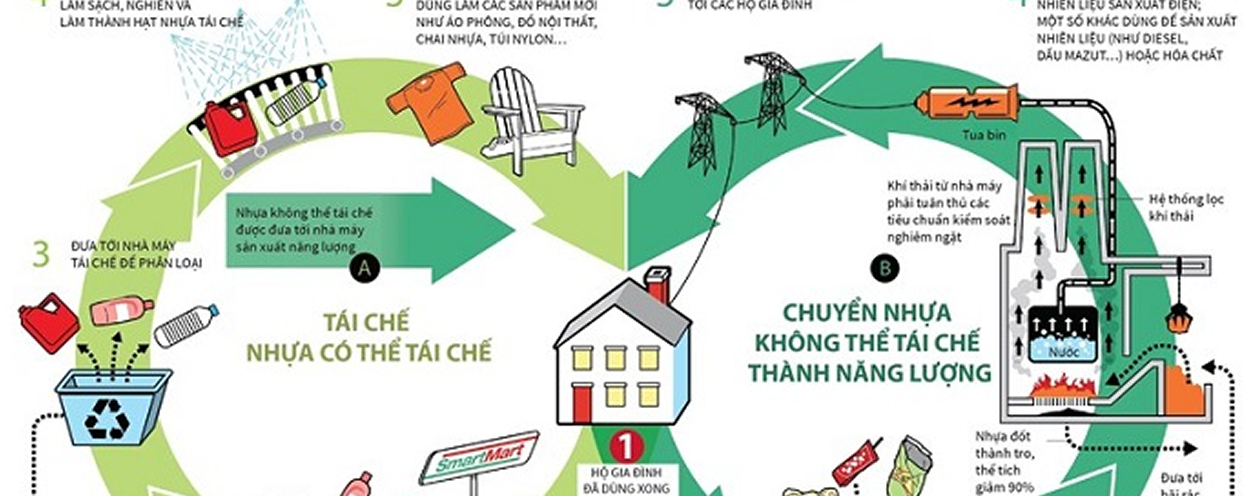 4
LÀM SẠCH, NGHIỀN VÀ
LÀM THÀNH HẠT NHỰA TÁI CHẾ
DÙNG LÀM CÁC SẢN PHẨM MỚI
NHƯ ÁO PHÔNG, ĐỒ NỘI THẤT,
CHAI NHỰA, TÚI NYLON...
TỚI CÁC HỘ GIA ĐÌNH
NHIÊN LIỆU SẢN XUẤT ĐIỆN;
MỘT SỐ KHÁC DÙNG ĐỂ SẢN XUẤT
NHIÊN LIỆU (NHƯ DIESEL,
DẦU MAZUT...) HOẶC HÓA CHẤT
Tua bin
Khí thải từ nhà máy
phải tuân thủ các
tiêu chuẩn kiểm soát
nghiêm ngặt
Hệ thống lọc
khí thải
Nhựa không thể tái chế
được đưa tới nhà máy
sản xuất năng lượng
A
B
3
ĐƯA TỚI NHÀ MÁY
TÁI CHẾ ĐỂ PHÂN LOẠI
TÁI CHẾ
NHỰA CÓ THỂ TÁI CHẾ
CHUYỂN NHỰA
KHÔNG THỂ TÁI CHẾ
THÀNH NĂNG LƯỢNG
Nước
SmartMart
1
HỘ GIA ĐÌNH
ĐÃ DÙNG XONG
Nhựa đốt
thành tro,
thể tích
giảm 90%
Đưa tới
bãi rác